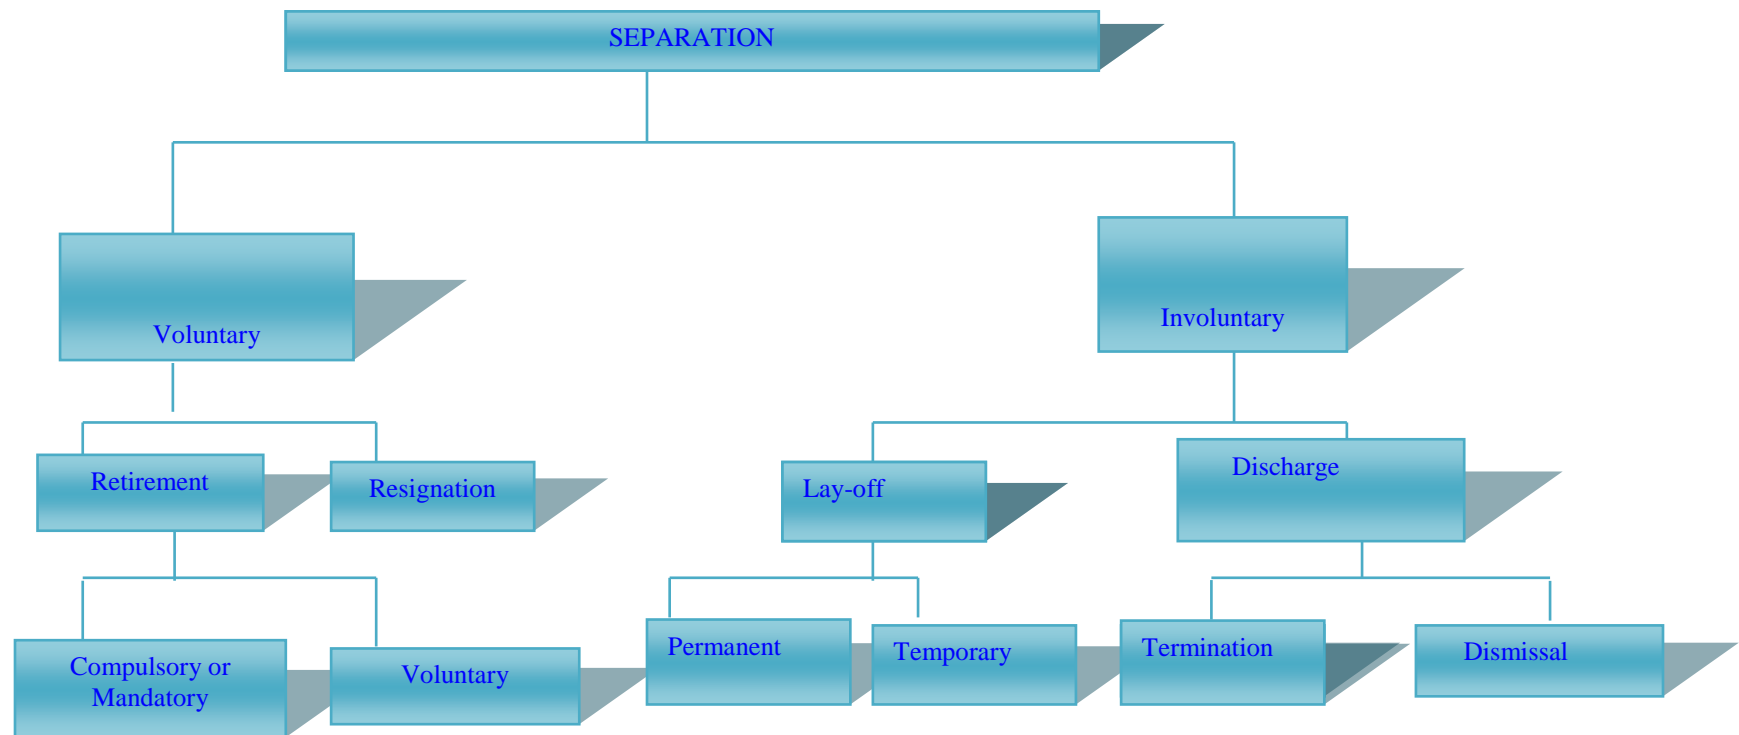 SEPARATION
Voluntary
Involuntary
Retirement
Resignation
Lay-off
Discharge
Compulsory or
Mandatory
Voluntary
Permanent
Temporary
Termination
Dismissal